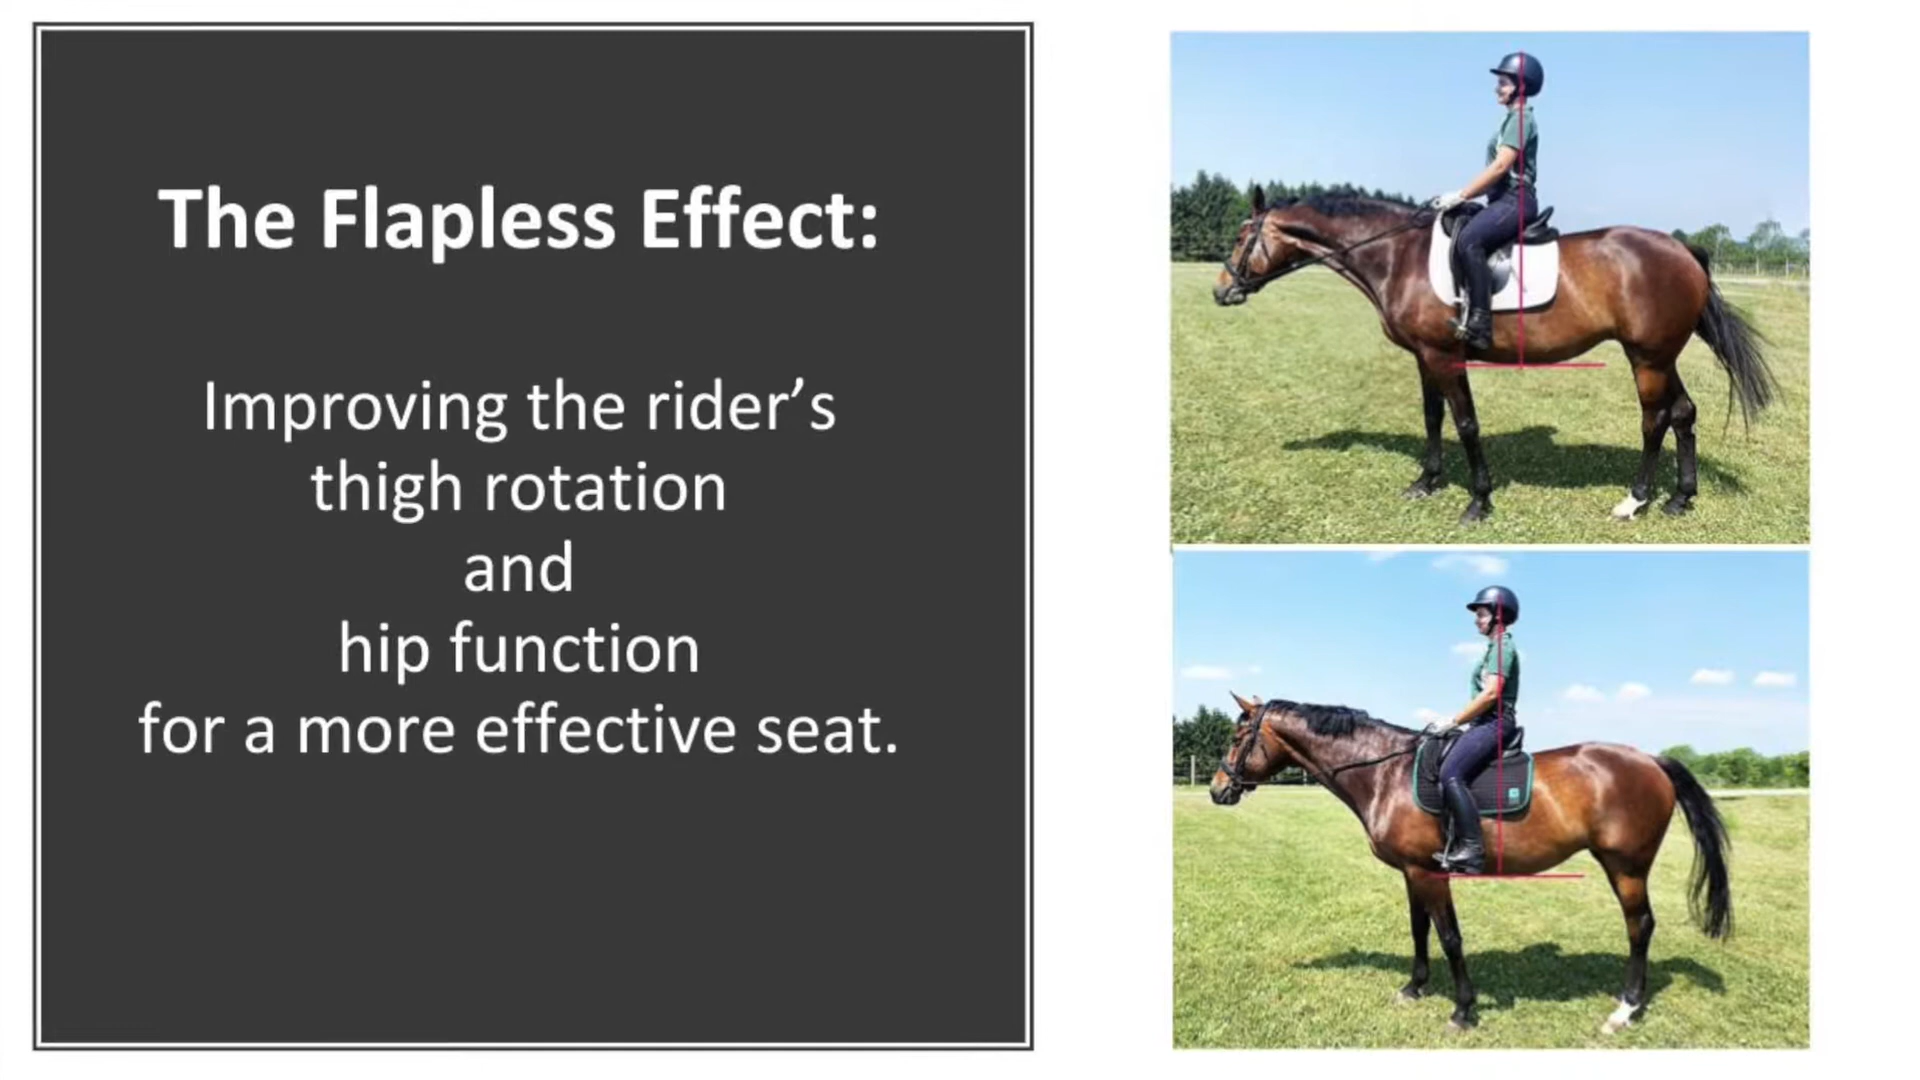 The Flapless Effect:
Improving the rider’s
thigh rotation
and
hip function
for a more effective seat.